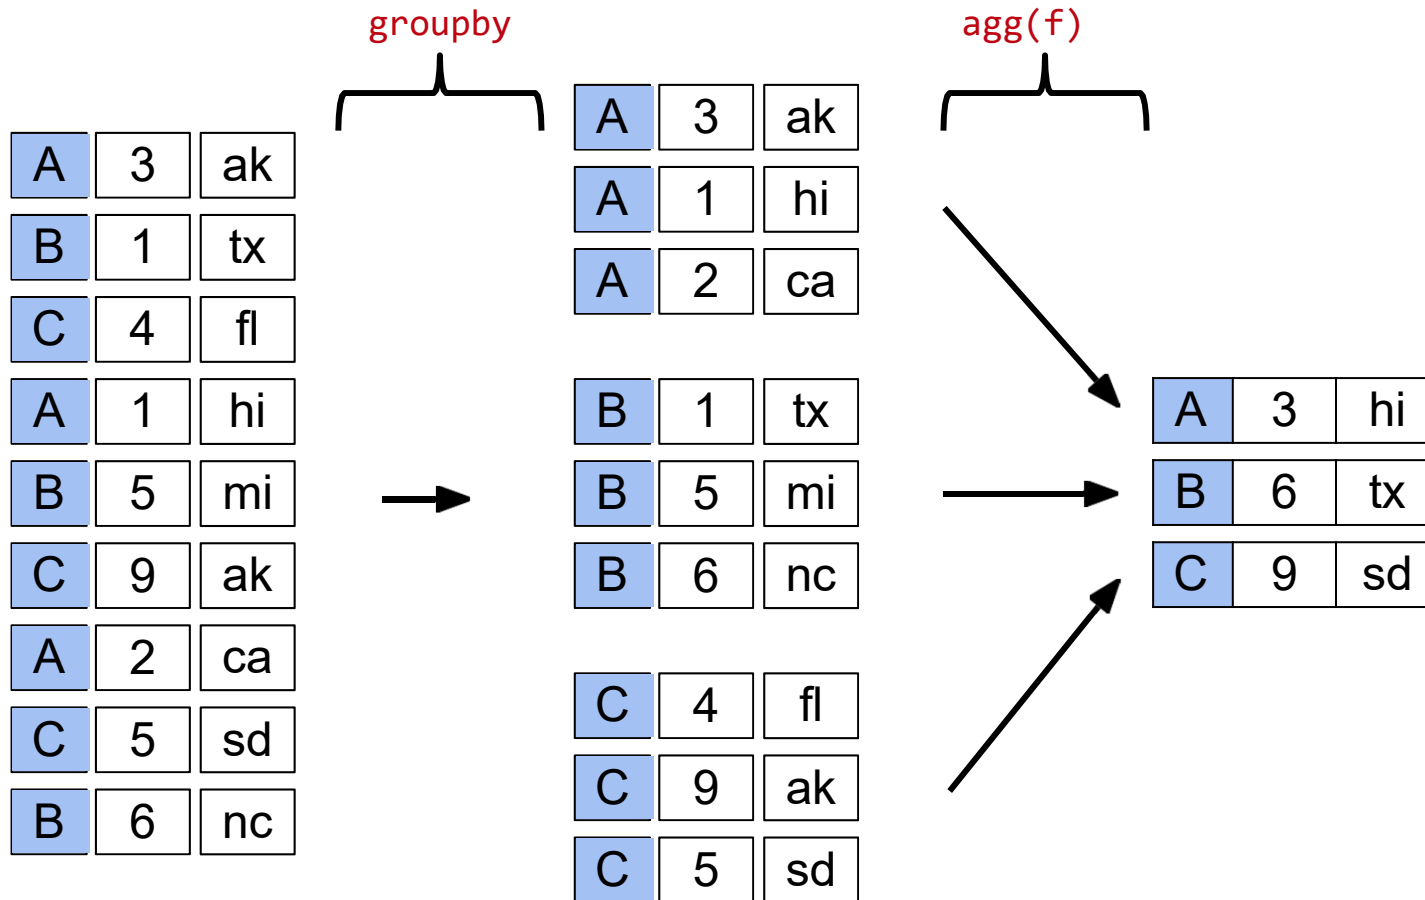 groupby
agg(f)
A 3 ak
B 1 tx
C 4 fl
A 1 hi
B 5 mi
C 9 ak
A 2 ca
C 5 sd
B 6 nc
A 3 ak
A 1 hi
A 2 ca
B 1 tx
B 5 mi
B 6 nc
C 4 fl
C 9 ak
C 5 sd
A 3 hi
B 6 tx
C 9 sd